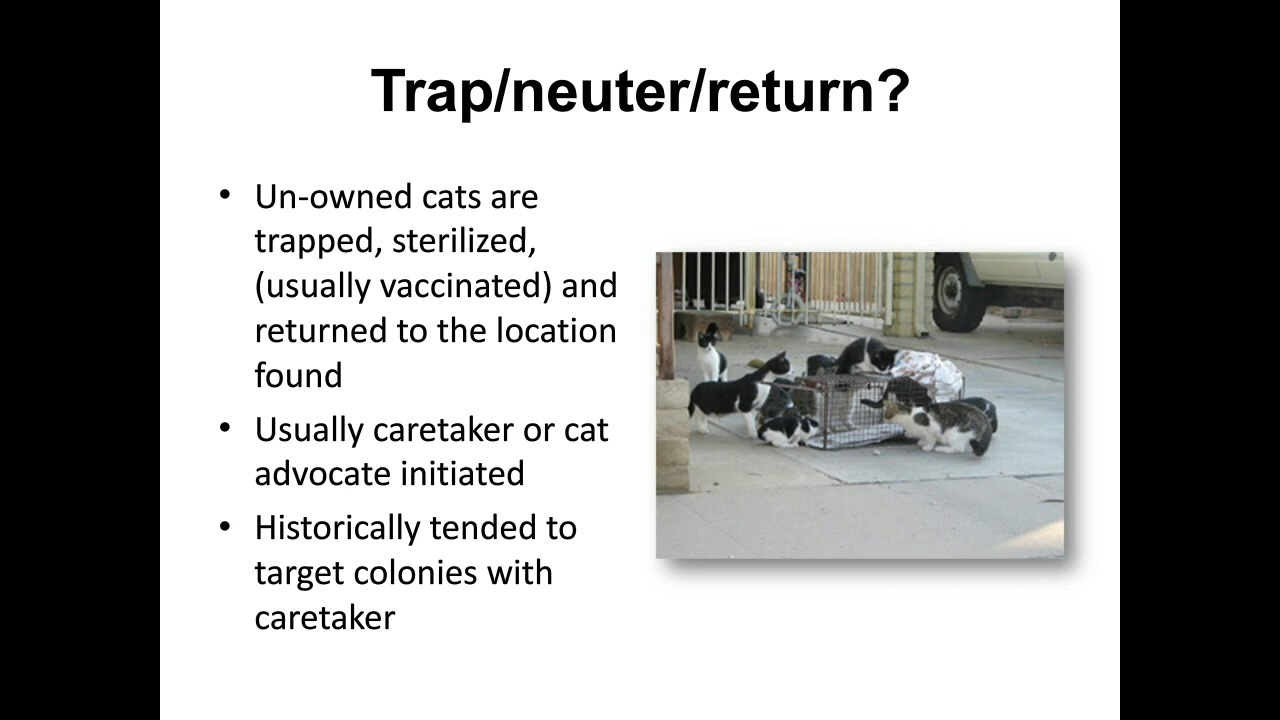 Trap/neuter/return?
• Un-owned cats are
trapped, sterilized,
(usually vaccinated) and
returned to the location
found
• Usually caretaker or cat
advocate initiated
• Historically tended to
target colonies with
caretaker